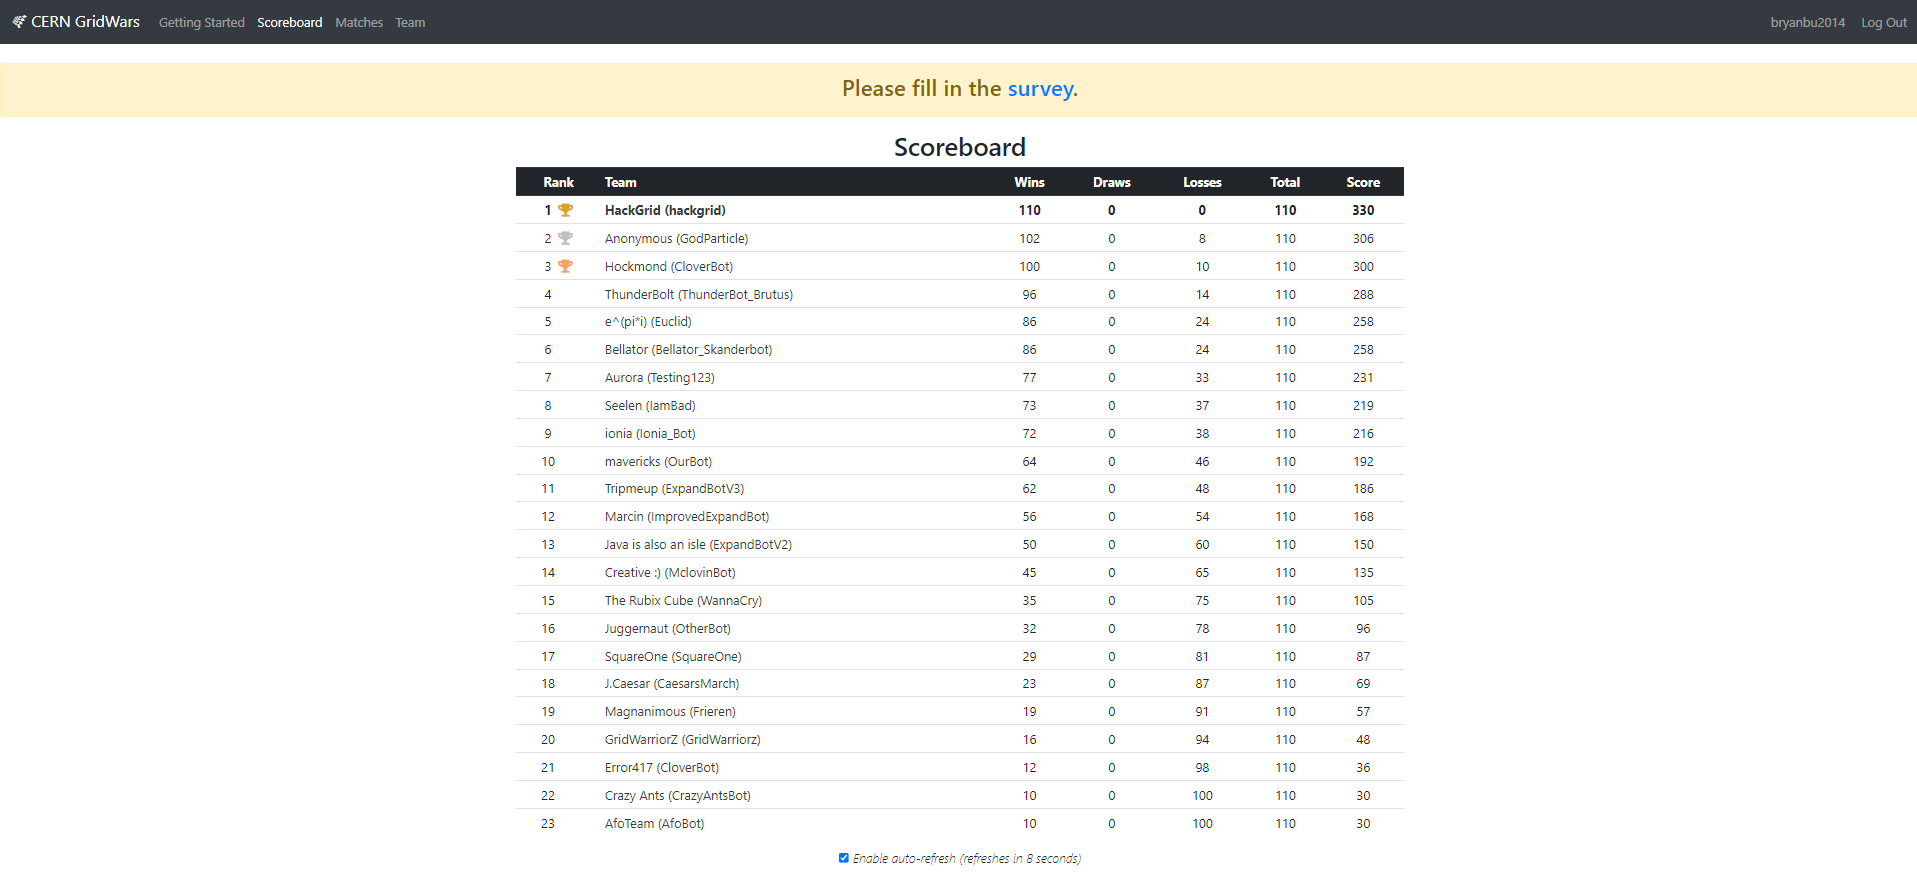 CERN GridWars Getting Started Scoreboard Matches Team bryanbu2014 Log Out
Please fill in the survey.
Scoreboard
Rank Team Wins Draws Losses Total Score
1 HackGrid (hackgrid) 110 0 0 110 330
2 Anonymous (GodParticle) 102 0 8 110 306
3 Hockmond (CloverBot) 100 0 10 110 300
4 ThunderBolt (ThunderBot_Brutus) 96 0 14 110 288
5 e^(pi*i) (Euclid) 86 0 24 110 258
6 Bellator (Bellator_Skanderbot) 86 0 24 110 258
7 Aurora (Testing123) 77 0 33 110 231
8 Seelen (IamBad) 73 0 37 110 219
9 ionia (Ionia_Bot) 72 0 38 110 216
10 mavericks (OurBot) 64 0 46 110 192
11 Tripmeup (ExpandBotV3) 62 0 48 110 186
12 Marcin (ImprovedExpandBot) 56 0 54 110 168
13 Java is also an isle (ExpandBotV2) 50 0 60 110 150
14 Creative :) (MclovinBot) 45 0 65 110 135
15 The Rubix Cube (WannaCry) 35 0 75 110 105
16 Juggernaut (OtherBot) 32 0 78 110 96
17 SquareOne (SquareOne) 29 0 81 110 87
18 J.Caesar (CaesarsMarch) 23 0 87 110 69
19 Magnanimous (Frieren) 19 0 91 110 57
20 GridWarriorZ (GridWarriorz) 16 0 94 110 48
21 Error417 (CloverBot) 12 0 98 110 36
22 Crazy Ants (CrazyAntsBot) 10 0 100 110 30
23 AfoTeam (AfoBot) 10 0 100 110 30
Enable auto-refresh (refreshes in 8 seconds)